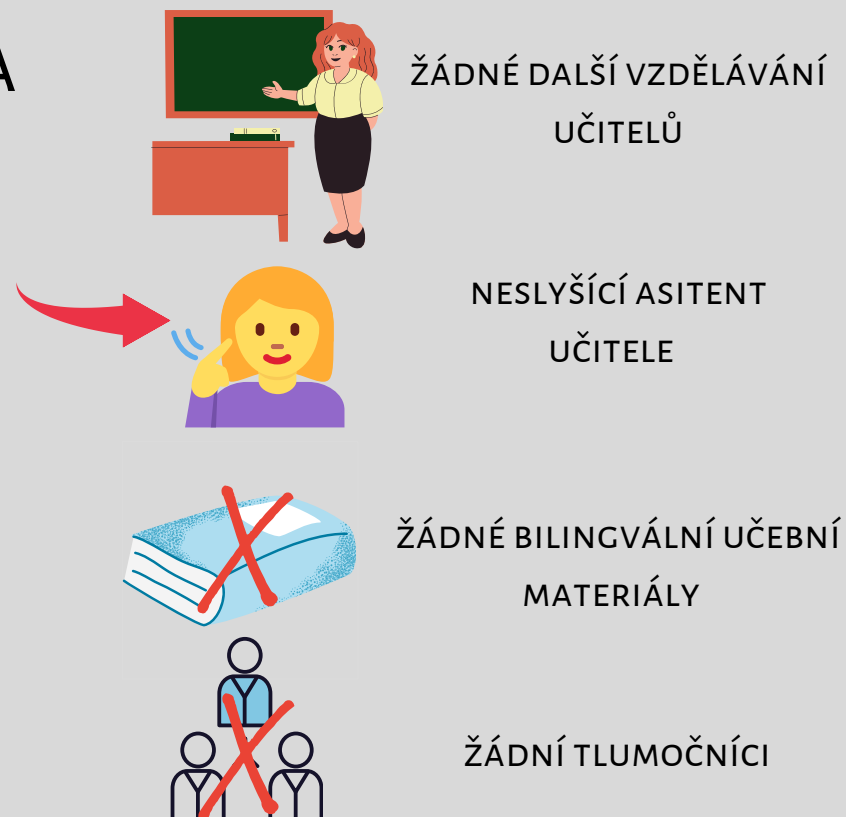 A
ŽÁDNÉ DALŠÍ VZDĚLÁVÁNÍ
UČITELŮ
NESLYŠÍCÍ ASITENT
UČITELE
ŽÁDNÉ BILINGVÁLNÍ UČEBNÍ
MATERIÁLY
ŽÁDNÍ TLUMOČNÍCI